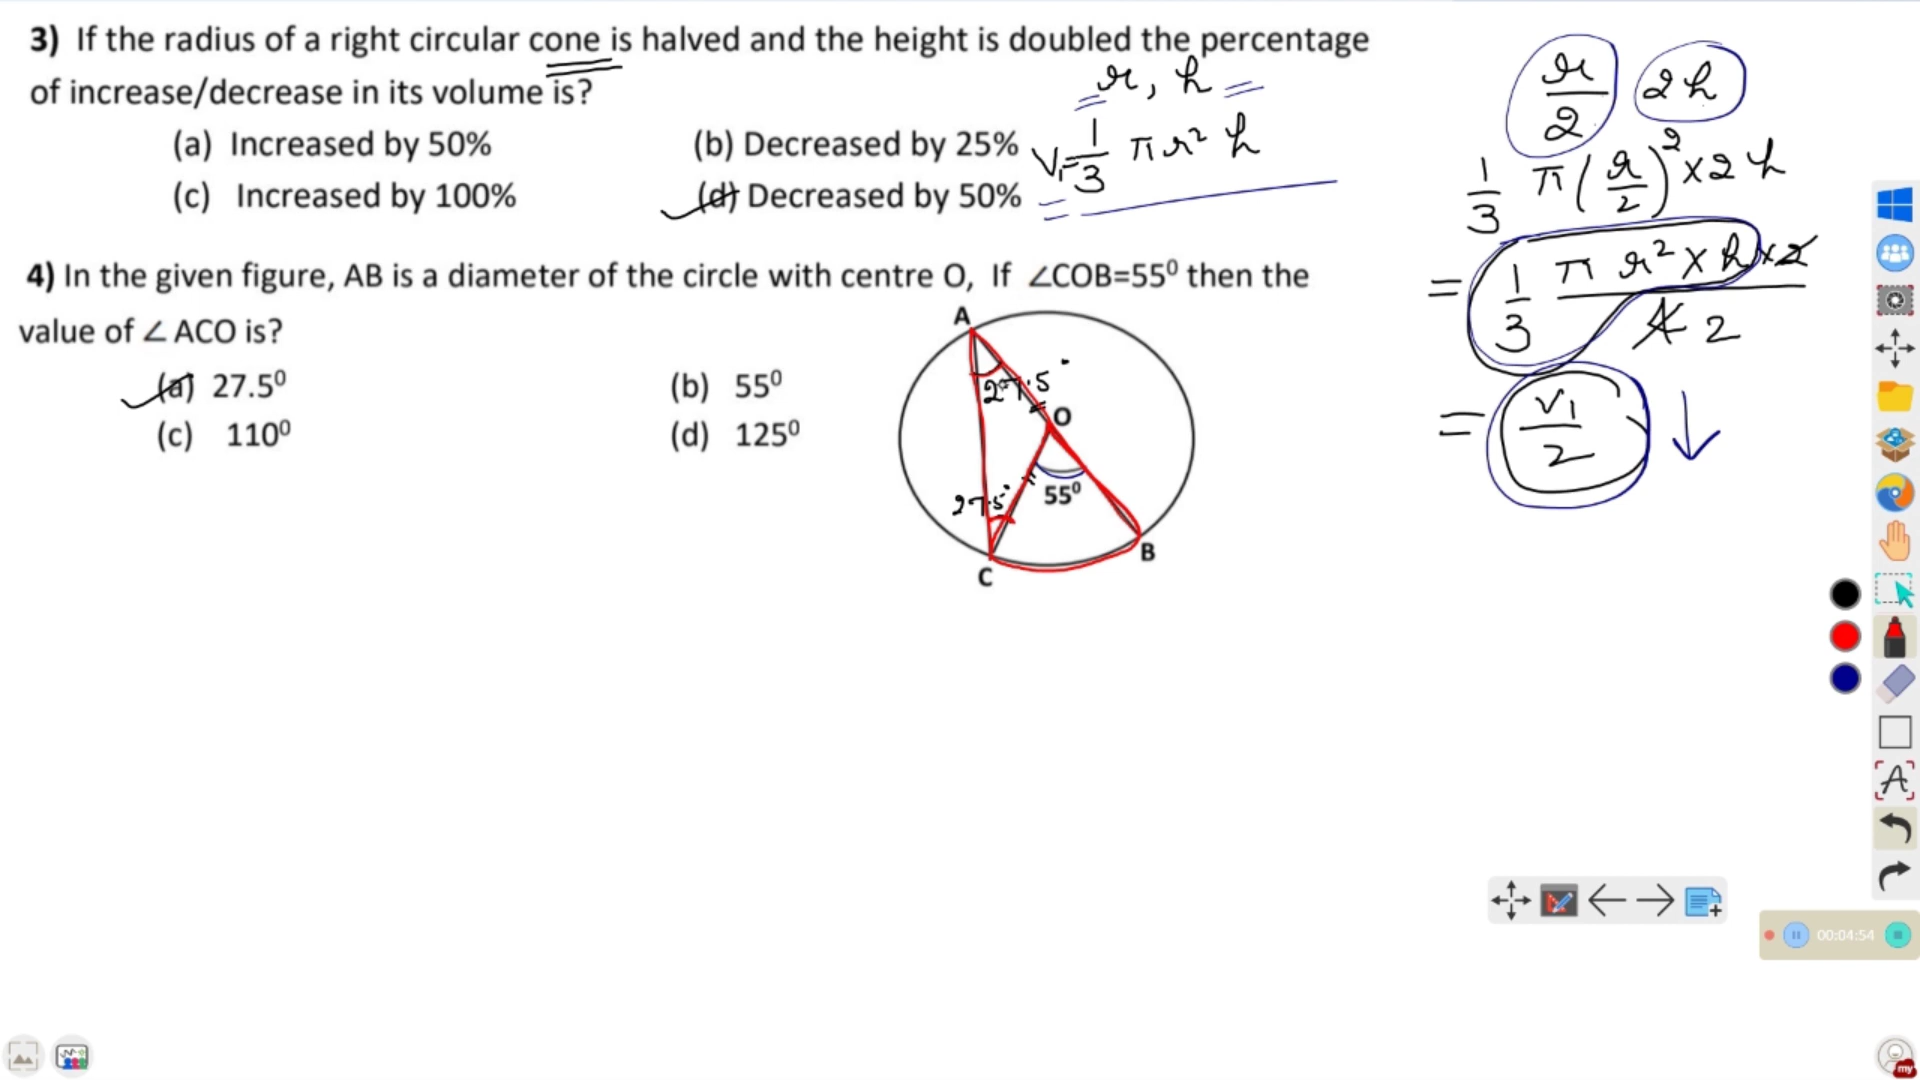 3) If the radius of a right circular cone is halved and the height is doubled the percentage
of increase/decrease in its volume is?
r, h
(a) Increased by 50%
(b) Decreased by 25%
(c) Increased by 100%
(d) Decreased by 50%
V₁=1/3 πr² h
r/2 2h
1/3 π(r/2)² ×2h
= 1/3 πr²×h×2/4 2
= V₁/2 ↓
4) In the given figure, AB is a diameter of the circle with centre O, If ∠COB=55⁰ then the
value of ∠ ACO is?
(a) 27.5⁰
(b) 55⁰
(c) 110⁰
(d) 125⁰
A
27.5°
O
27.5°
55⁰
B
C
00:04:54
my